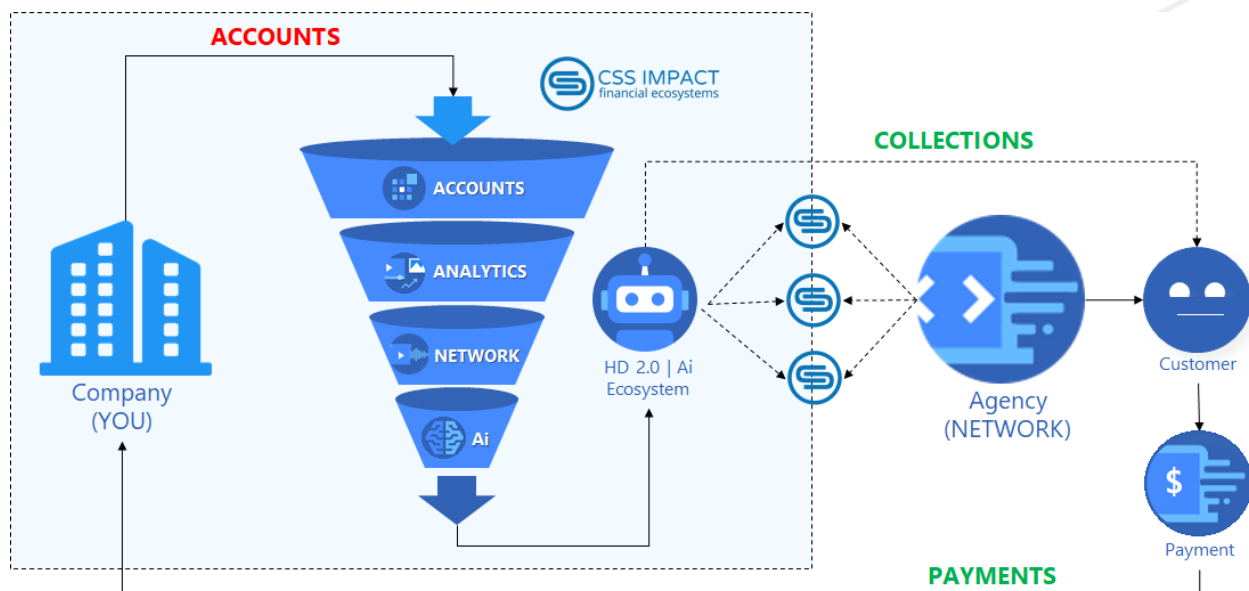 ACCOUNTS
CSS IMPACT
financial ecosystems
COLLECTIONS
ACCOUNTS
ANALYTICS
NETWORK
Ai
Company
(YOU)
HD 2.0 | Ai
Ecosystem
Agency
(NETWORK)
Customer
$
Payment
PAYMENTS